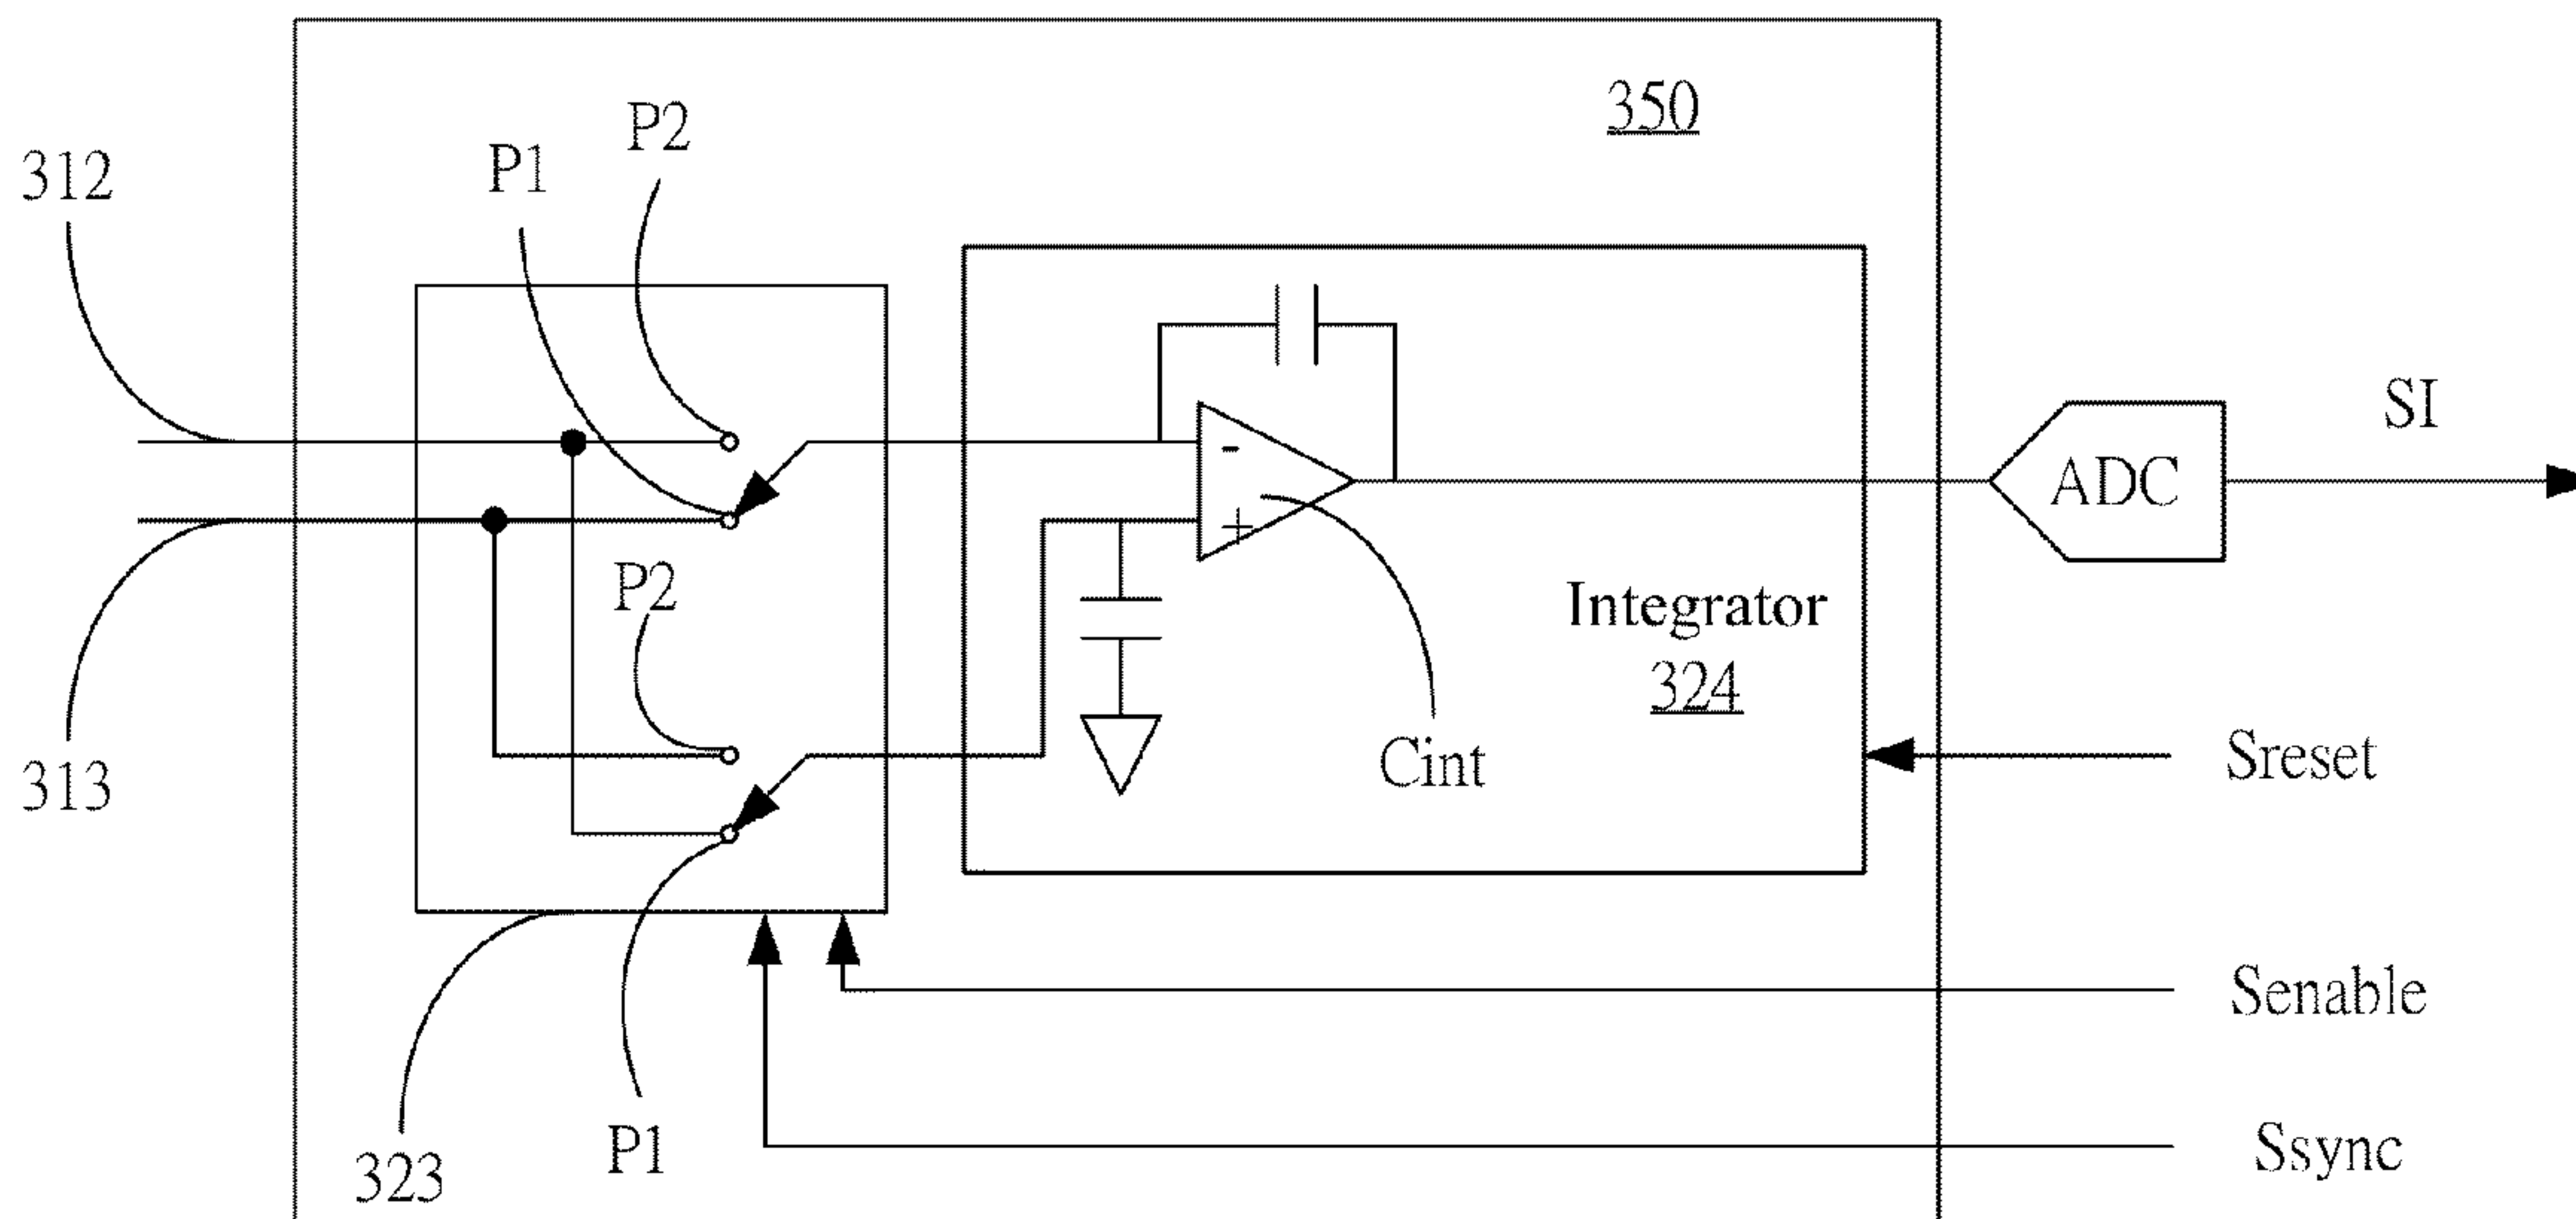 350
P2
P1
312
SI
ADC
P2
Integrator
324
Cint
Sreset
313
Senable
P1
Ssync
323
-
+